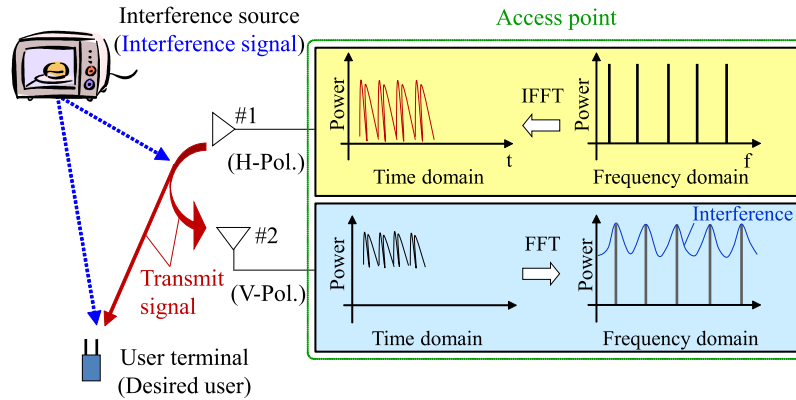 Interference source
(Interference signal)
Access point
#1
(H-Pol.)
Power
t
Time domain
IFFT
Power
f
Frequency domain
#2
(V-Pol.)
Transmit
signal
Power
Time domain
FFT
Power
Interference
Frequency domain
User terminal
(Desired user)